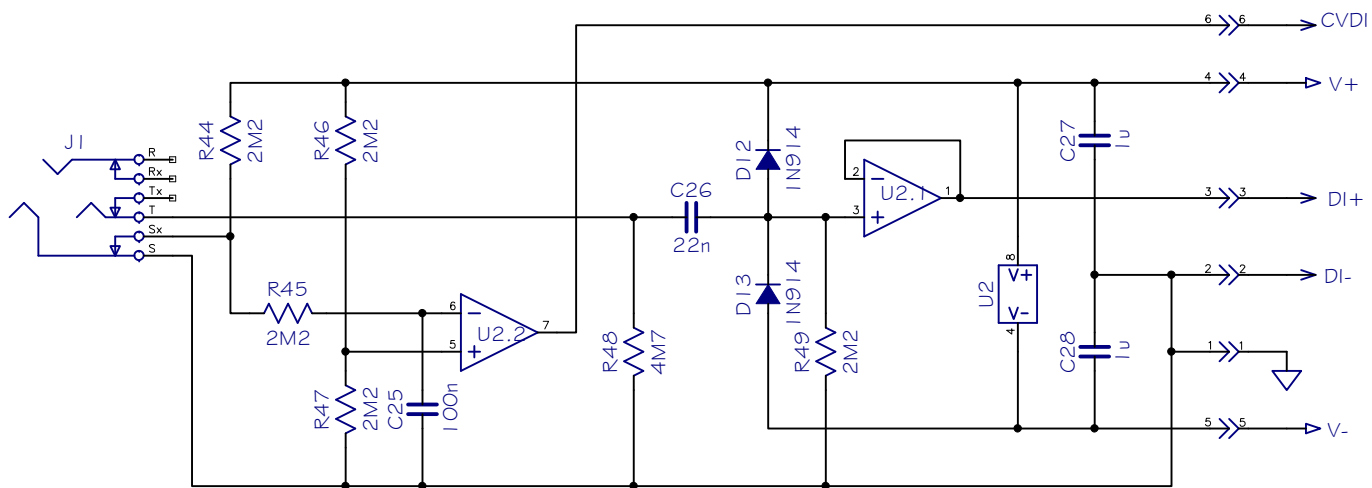 6 6 CVDI
4 4 V+
J1
R
Rx
Tx
T
Sx
S
R44 2M2
R46 2M2
D12 1N914
C27 1u
C26
22n
2
3
1
U2.1
3 3 DI+
8
V+
V-
4
U2
2 2 DI-
R45
2M2
6
5
7
U2.2
D13 1N914
R48 4M7
R49 2M2
C28 1u
1 1
R47 2M2
C25 100n
5 5 V-